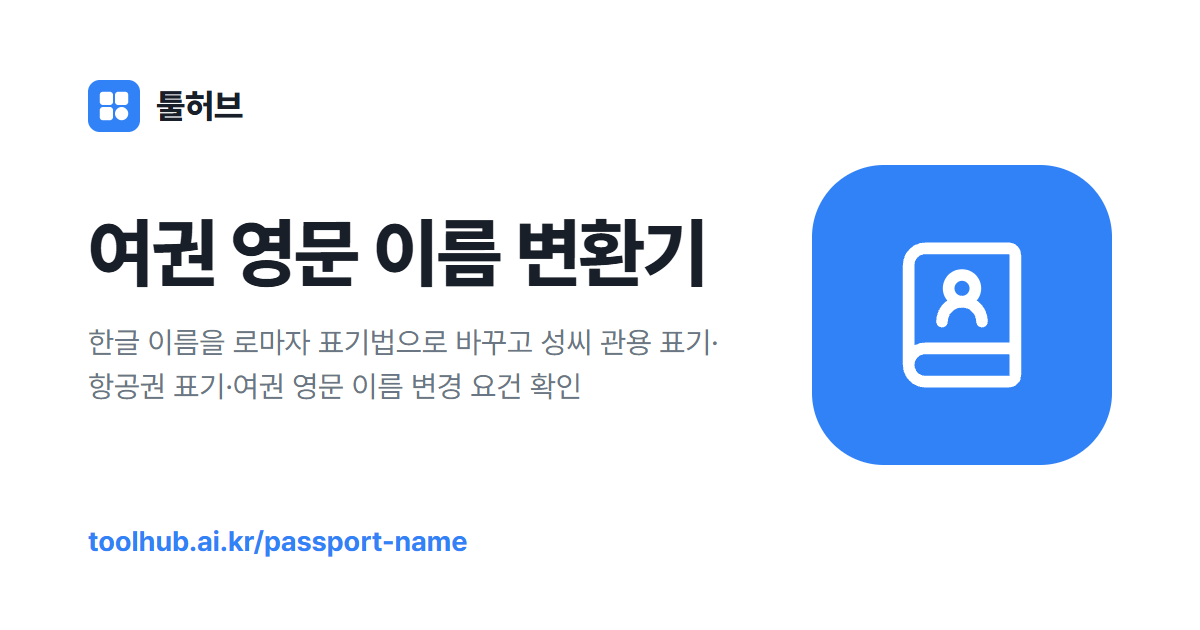 툴허브
여권 영문 이름 변환기
한글 이름을 로마자 표기법으로 바꾸고 성씨 관용 표기·
항공권 표기·여권 영문 이름 변경 요건 확인
toolhub.ai.kr/passport-name